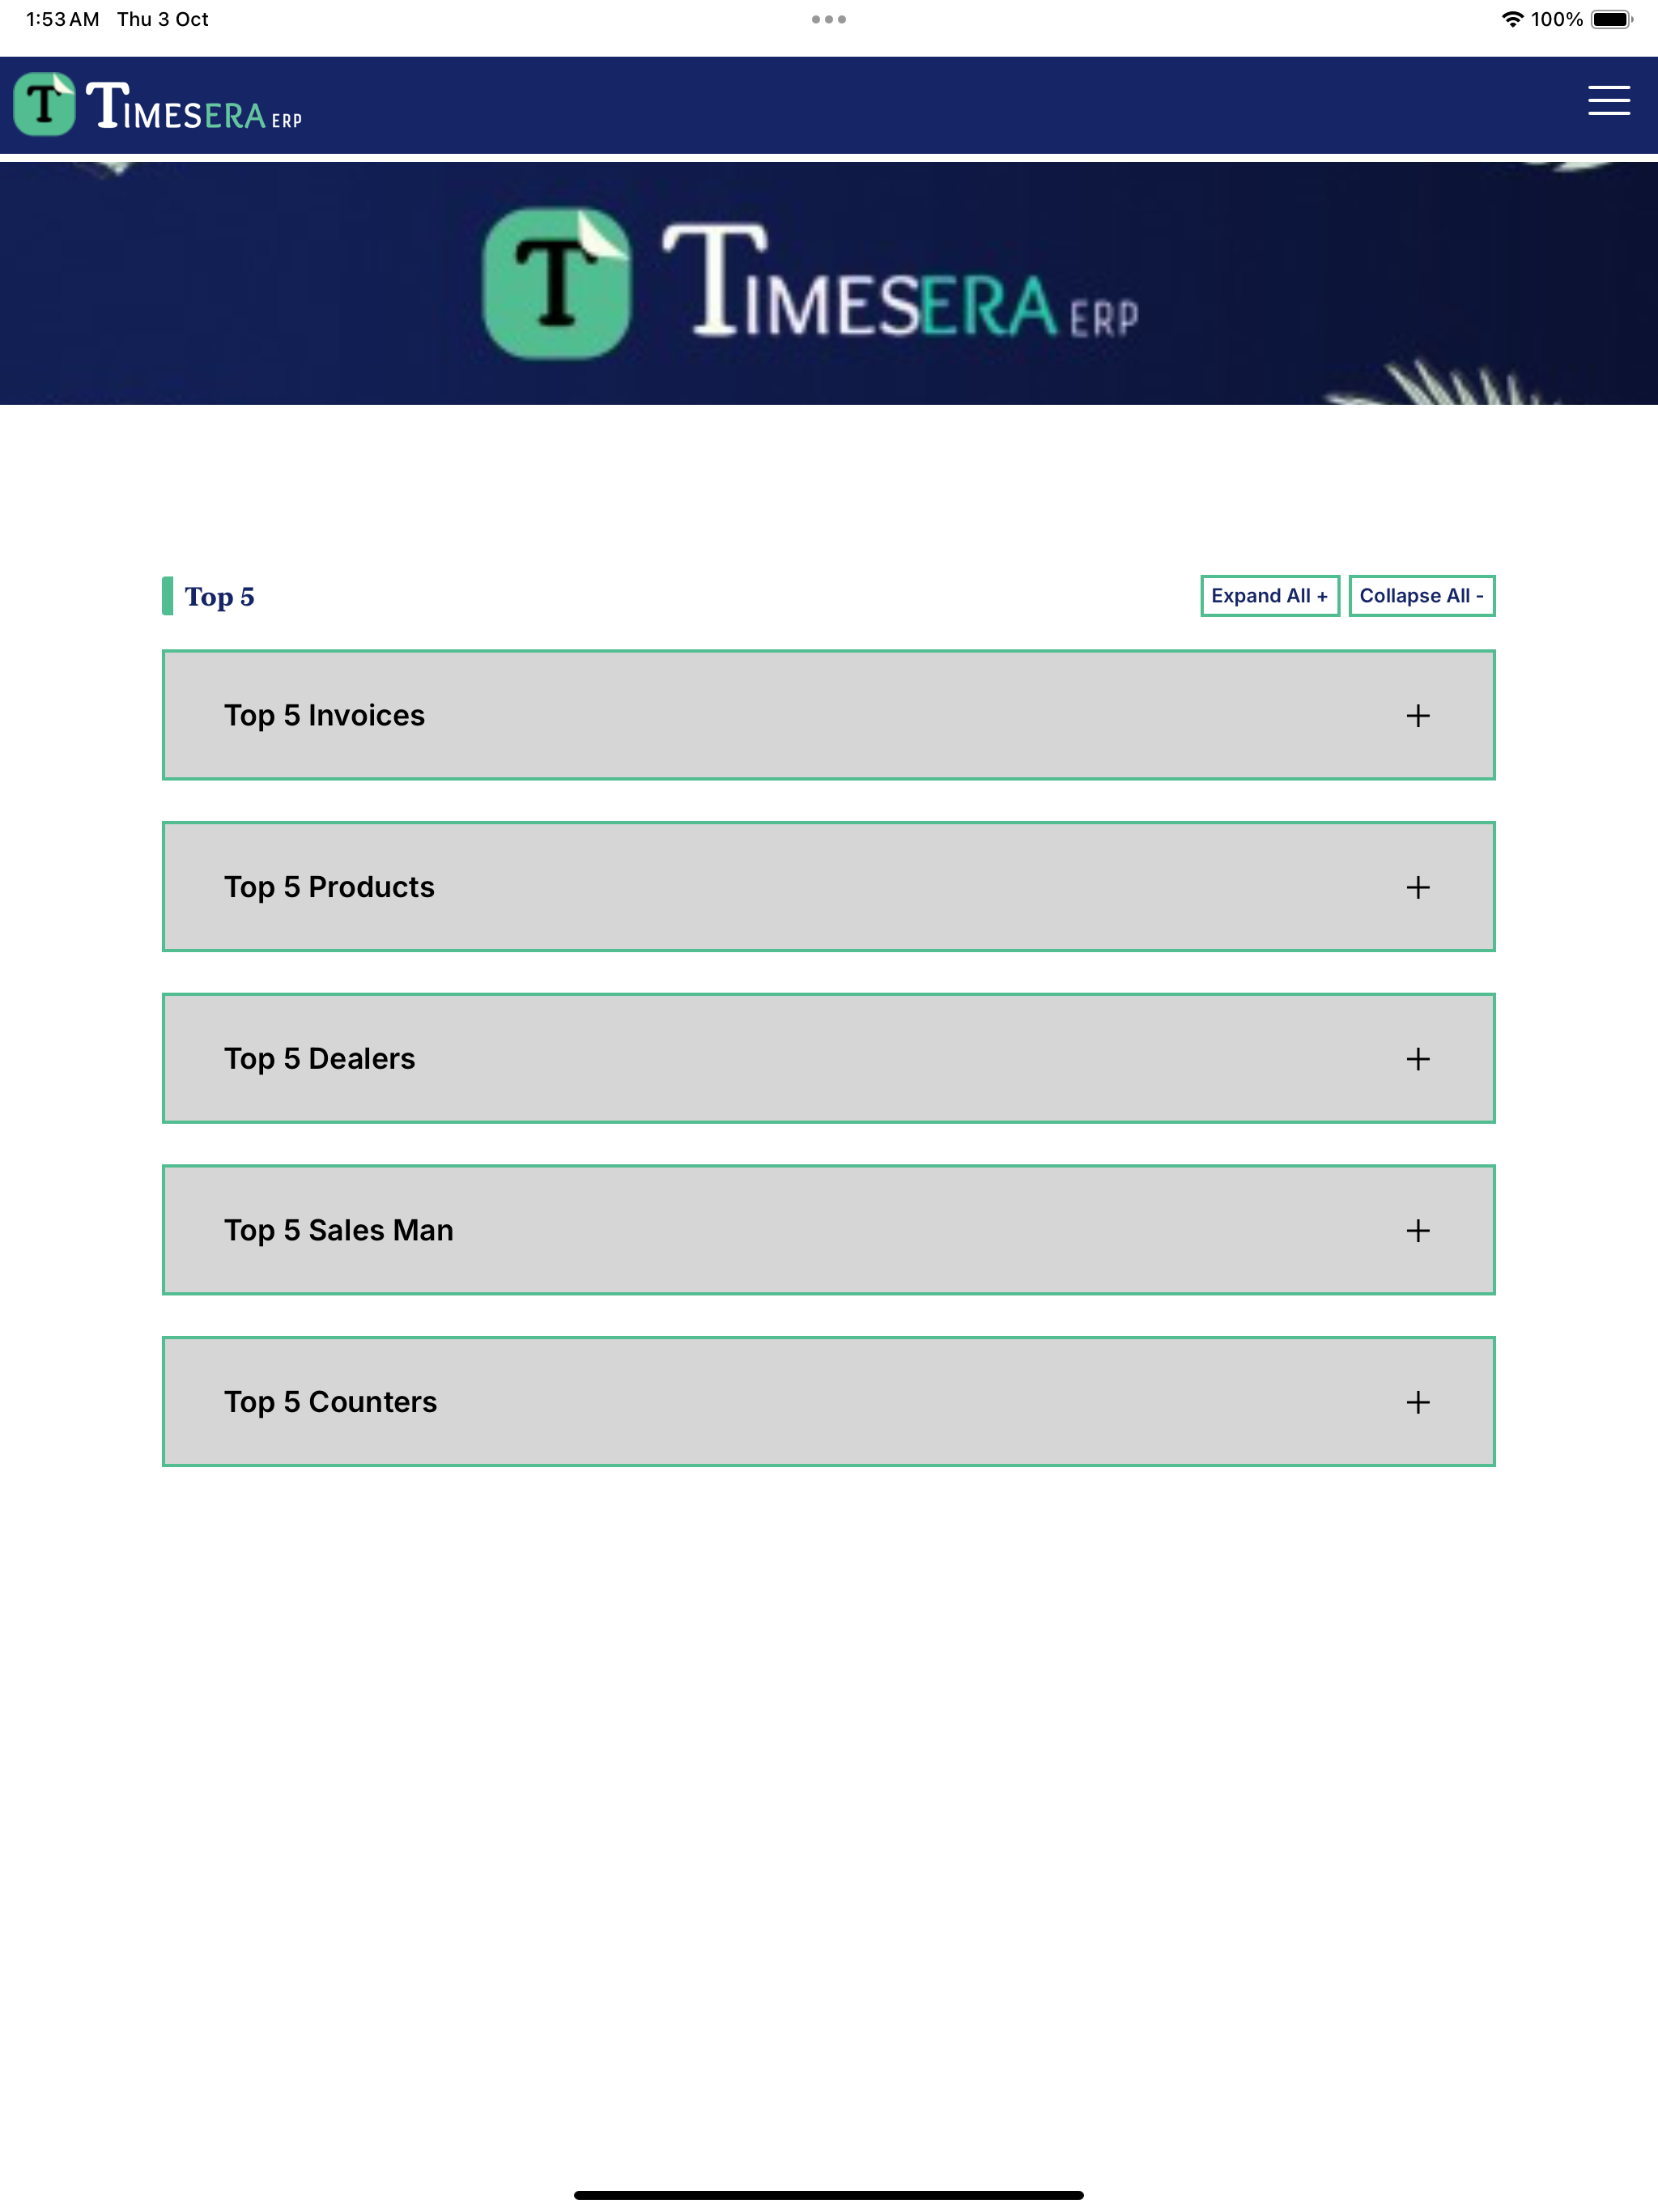 1:53 AM Thu 3 Oct 100%
T TIMESERA ERP
T TIMESERA ERP
Top 5 Expand All + Collapse All -
Top 5 Invoices +
Top 5 Products +
Top 5 Dealers +
Top 5 Sales Man +
Top 5 Counters +